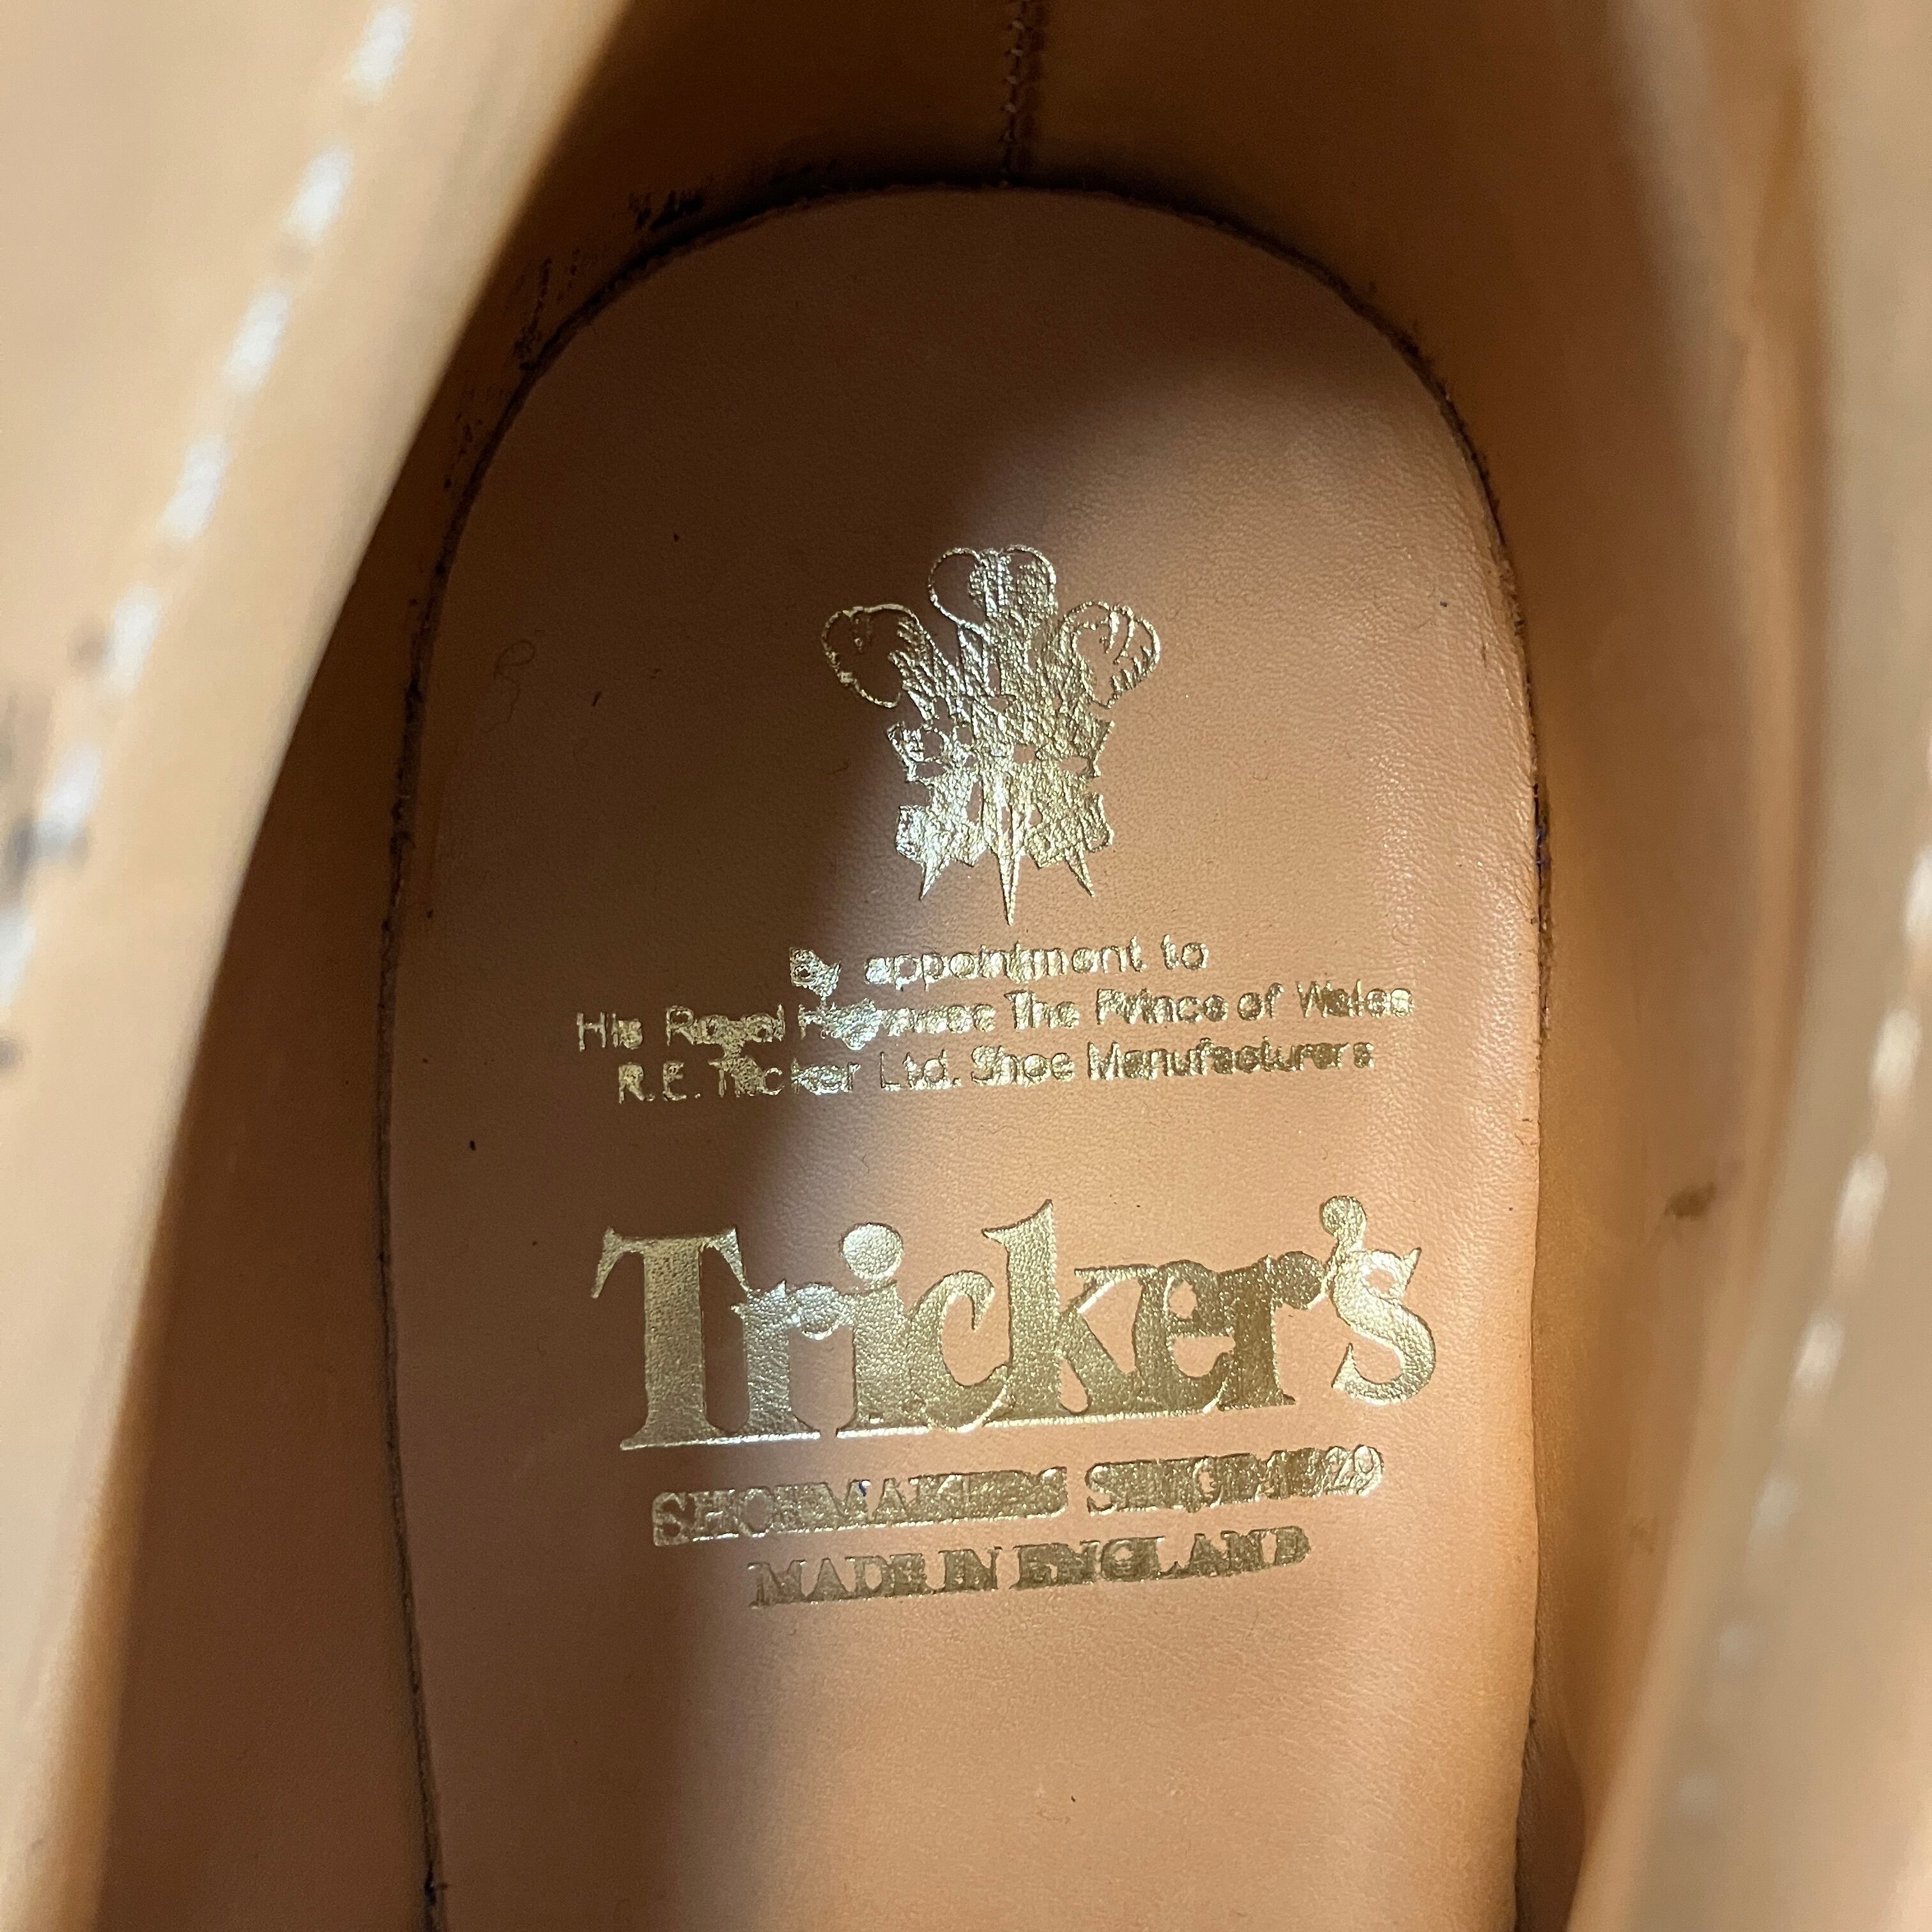 By appointment to
His Royal Highness The Prince of Wales
R.E. Tricker Ltd. Shoe Manufacturers
Tricker's
SHOEMAKERS SINCE 1829
MADE IN ENGLAND